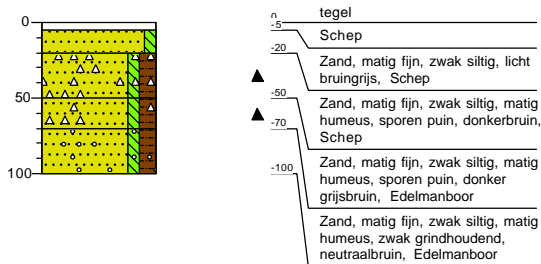 0
50
100
0
tegel
-5
Schep
-20
Zand, matig fijn, zwak siltig, licht
bruingrijs, Schep
-50
Zand, matig fijn, zwak siltig, matig
humeus, sporen puin, donkerbruin,
Schep
-70
Zand, matig fijn, zwak siltig, matig
humeus, sporen puin, donker
grijsbruin, Edelmanboor
-100
Zand, matig fijn, zwak siltig, matig
humeus, zwak grindhoudend,
neutraalbruin, Edelmanboor